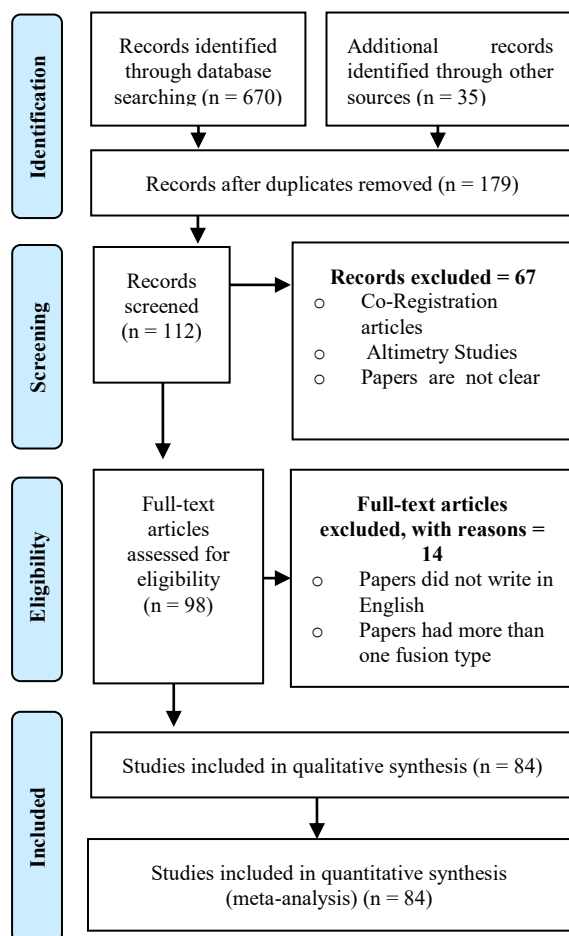 Identification
Records identified
through database
searching (n = 670)
Additional records
identified through other
sources (n = 35)
Records after duplicates removed (n = 179)
Screening
Records
screened
(n = 112)
Records excluded = 67
o Co-Registration
articles
o Altimetry Studies
o Papers are not clear
Eligibility
Full-text
articles
assessed for
eligibility
(n = 98)
Full-text articles
excluded, with reasons =
14
o Papers did not write in
English
o Papers had more than
one fusion type
Included
Studies included in qualitative synthesis (n = 84)
Studies included in quantitative synthesis
(meta-analysis) (n = 84)